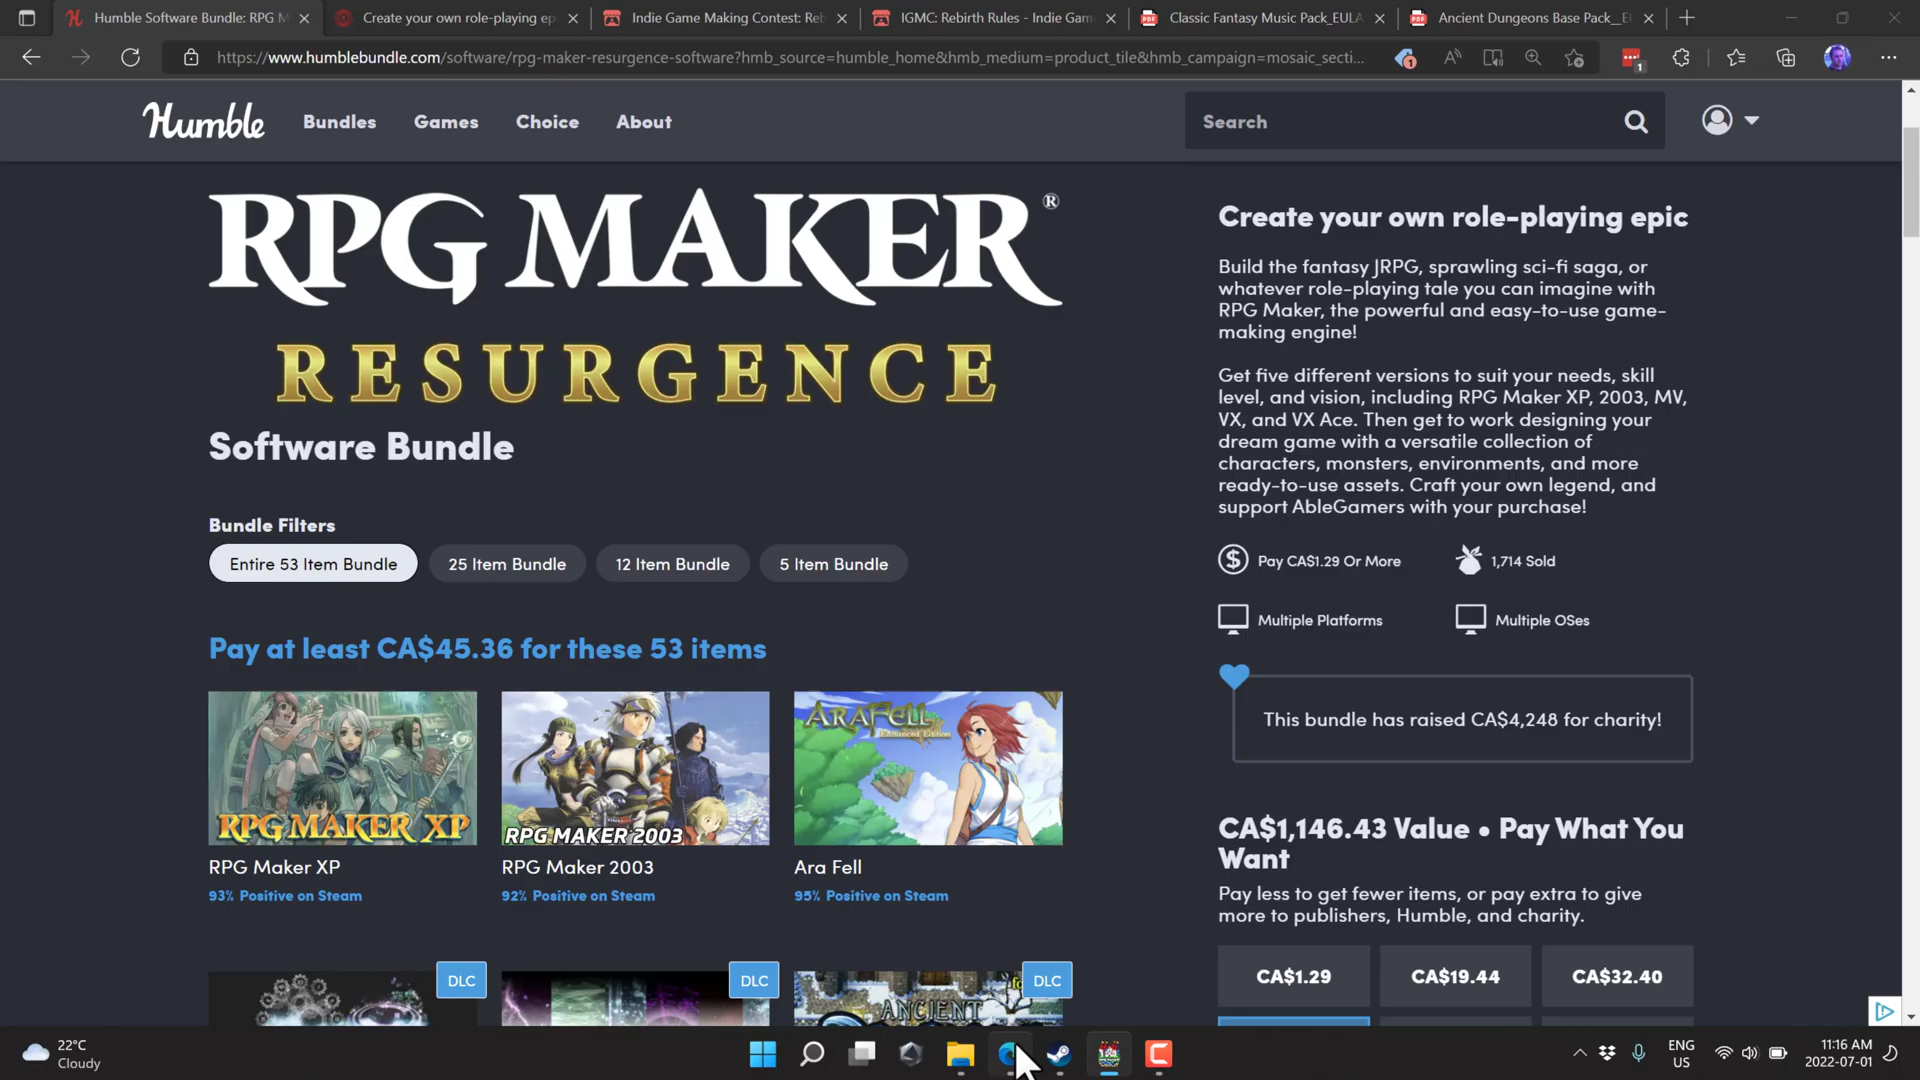 Humble Software Bundle: RPG M
Create your own role-playing ep
Indie Game Making Contest: Reb
IGMC: Rebirth Rules - Indie Gam
Classic Fantasy Music Pack_EULA
Ancient Dungeons Base Pack__EU
https://www.humblebundle.com/software/rpg-maker-resurgence-software?hmb_source=humble_home&hmb_medium=product_tile&hmb_campaign=mosaic_secti...
1
1
Humble
Bundles
Games
Choice
About
Search
RPG MAKER®
RESURGENCE
Software Bundle
Bundle Filters
Entire 53 Item Bundle
25 Item Bundle
12 Item Bundle
5 Item Bundle
Pay at least CA$45.36 for these 53 items
RPG MAKER XP
RPG MAKER 2003
ARA FELL
Enhanced Edition
RPG Maker XP
RPG Maker 2003
Ara Fell
93% Positive on Steam
92% Positive on Steam
95% Positive on Steam
DLC
DLC
DLC
ANCIENT
Create your own role-playing epic
Build the fantasy JRPG, sprawling sci-fi saga, or
whatever role-playing tale you can imagine with
RPG Maker, the powerful and easy-to-use game-
making engine!
Get five different versions to suit your needs, skill
level, and vision, including RPG Maker XP, 2003, MV,
VX, and VX Ace. Then get to work designing your
dream game with a versatile collection of
characters, monsters, environments, and more
ready-to-use assets. Craft your own legend, and
support AbleGamers with your purchase!
Pay CA$1.29 Or More
1,714 Sold
Multiple Platforms
Multiple OSes
This bundle has raised CA$4,248 for charity!
CA$1,146.43 Value • Pay What You
Want
Pay less to get fewer items, or pay extra to give
more to publishers, Humble, and charity.
CA$1.29
CA$19.44
CA$32.40
22°C
Cloudy
ENG
US
11:16 AM
2022-07-01